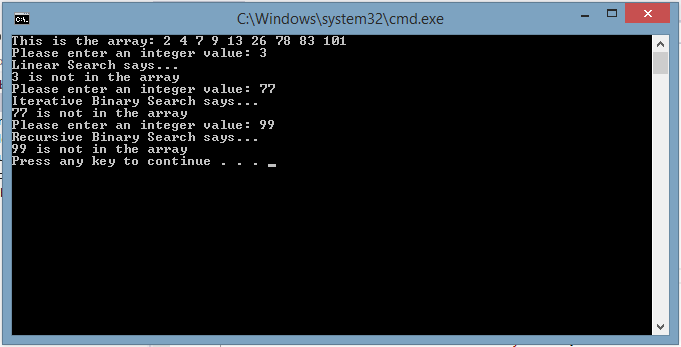 C:\Windows\system32\cmd.exe
This is the array: 2 4 7 9 13 26 78 83 101
Please enter an integer value: 3
Linear Search says...
3 is not in the array
Please enter an integer value: 77
Iterative Binary Search says...
77 is not in the array
Please enter an integer value: 99
Recursive Binary Search says...
99 is not in the array
Press any key to continue . . .